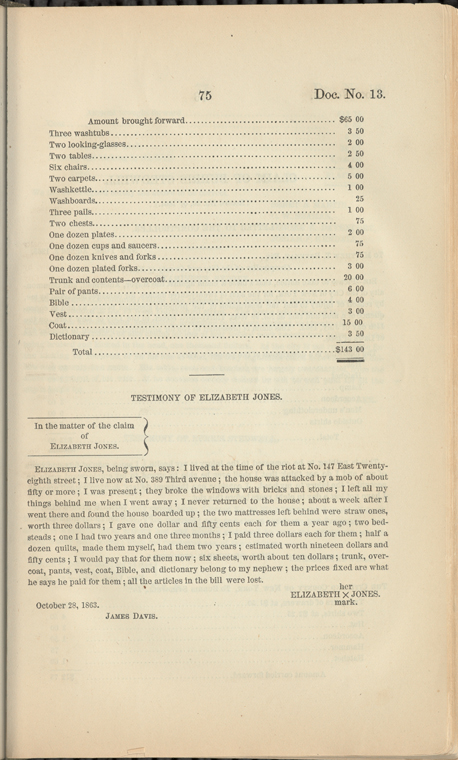 75 Doc. No. 13.
Amount brought forward........ $65 00
Three washtubs........ 3 50
Two looking-glasses........ 2 00
Two tables........ 2 50
Six chairs........ 4 00
Two carpets........ 5 00
Washkettle........ 1 00
Washboards........ 25
Three pails........ 1 00
Two chests........ 75
One dozen plates........ 2 00
One dozen cups and saucers........ 75
One dozen knives and forks........ 75
One dozen plated forks........ 3 00
Trunk and contents—overcoat........ 20 00
Pair of pants........ 6 00
Bible........ 4 00
Vest........ 3 00
Coat........ 15 00
Dictionary........ 3 50
Total........ $143 00
TESTIMONY OF ELIZABETH JONES.
In the matter of the claim
of
ELIZABETH JONES.
ELIZABETH JONES, being sworn, says: I lived at the time of the riot at No. 147 East Twenty-
eighth street; I live now at No. 389 Third avenue; the house was attacked by a mob of about
fifty or more; I was present; they broke the windows with bricks and stones; I left all my
things behind me when I went away; I never returned to the house; about a week after I
went there and found the house boarded up; the two mattresses left behind were straw ones,
worth three dollars; I gave one dollar and fifty cents each for them a year ago; two bed-
steads; one I had two years and one three months; I paid three dollars each for them; half a
dozen quilts, made them myself, had them two years; estimated worth nineteen dollars and
fifty cents; I would pay that for them now; six sheets, worth about ten dollars; trunk, over-
coat, pants, vest, coat, Bible, and dictionary belong to my nephew; the prices fixed are what
he says he paid for them; all the articles in the bill were lost.
her
ELIZABETH × JONES.
mark.
October 28, 1863.
JAMES DAVIS.